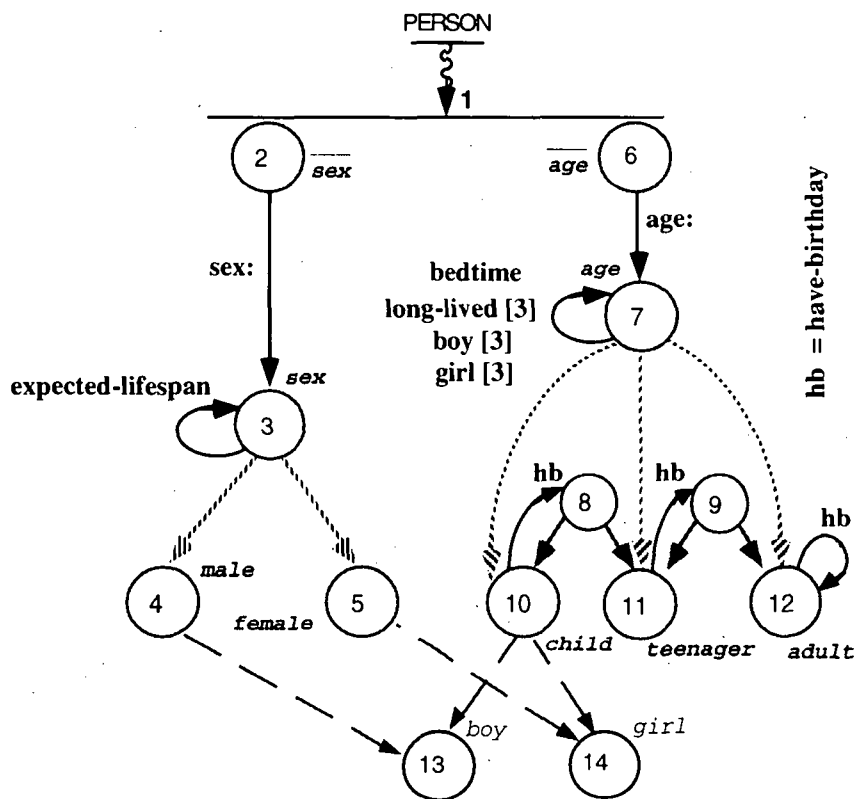 PERSON
1
2
sex
6
age
sex:
age:
hb = have-birthday
bedtime
age
long-lived [3]
7
boy [3]
girl [3]
expected-lifespan
sex
3
hb
8
hb
9
hb
male
4
5
female
10
11
12
child
teenager
adult
boy
girl
13
14